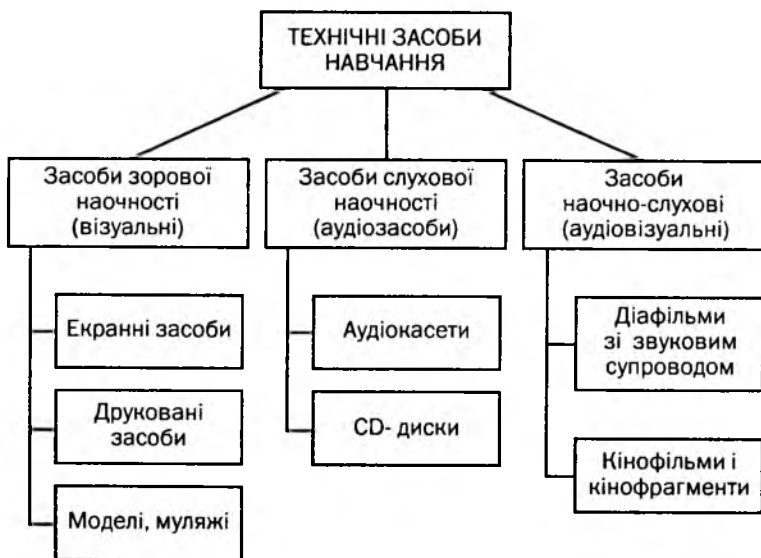 ТЕХНІЧНІ ЗАСОБИ
НАВЧАННЯ
Засоби зорової
наочності
(візуальні)
Засоби слухової
наочності
(аудіозасоби)
Засоби
наочно-слухові
(аудіовізуальні)
Екранні засоби
Друковані
засоби
Моделі, муляжі
Аудіокасети
CD- диски
Діафільми
зі звуковим
супроводом
Кінофільми і
кінофрагменти